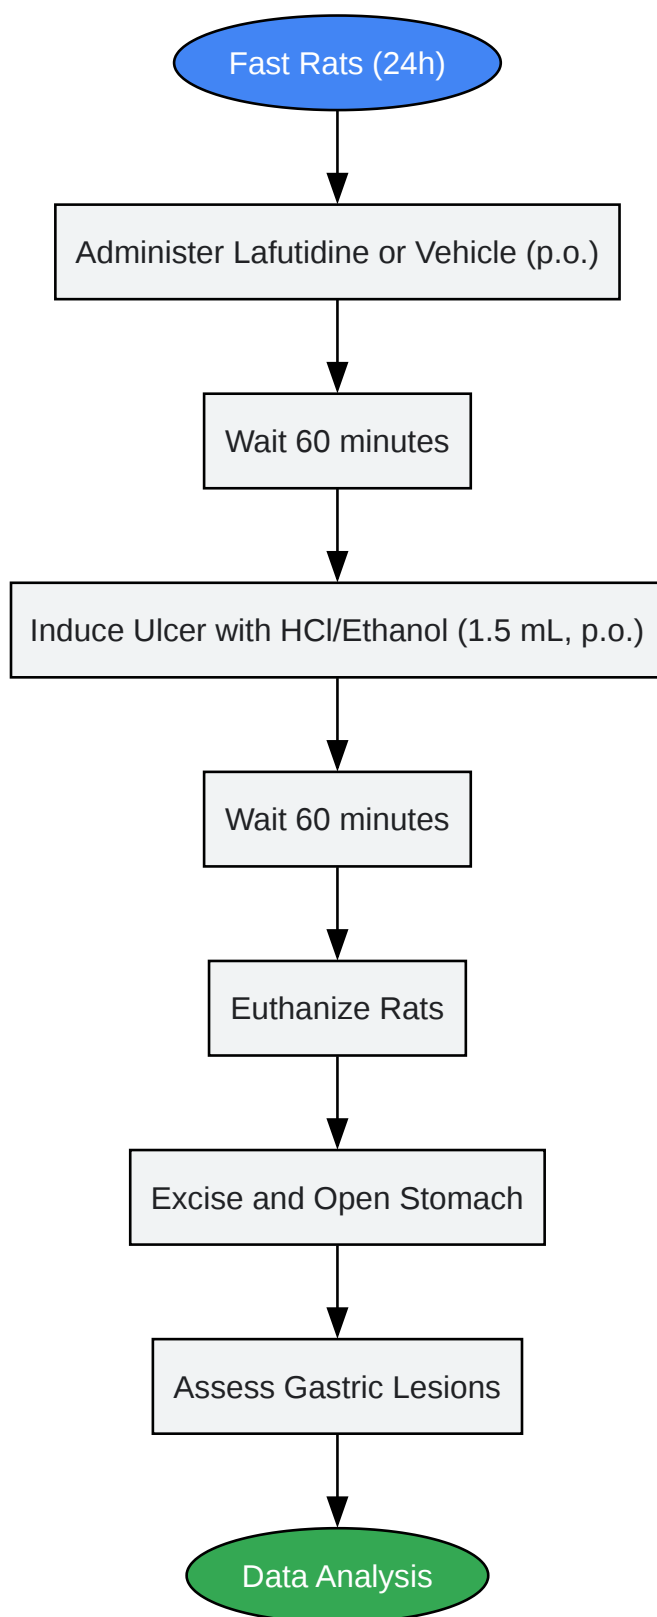 Fast Rats (24h)
Administer Lafutidine or Vehicle (p.o.)
Wait 60 minutes
Induce Ulcer with HCl/Ethanol (1.5 mL, p.o.)
Wait 60 minutes
Euthanize Rats
Excise and Open Stomach
Assess Gastric Lesions
Data Analysis